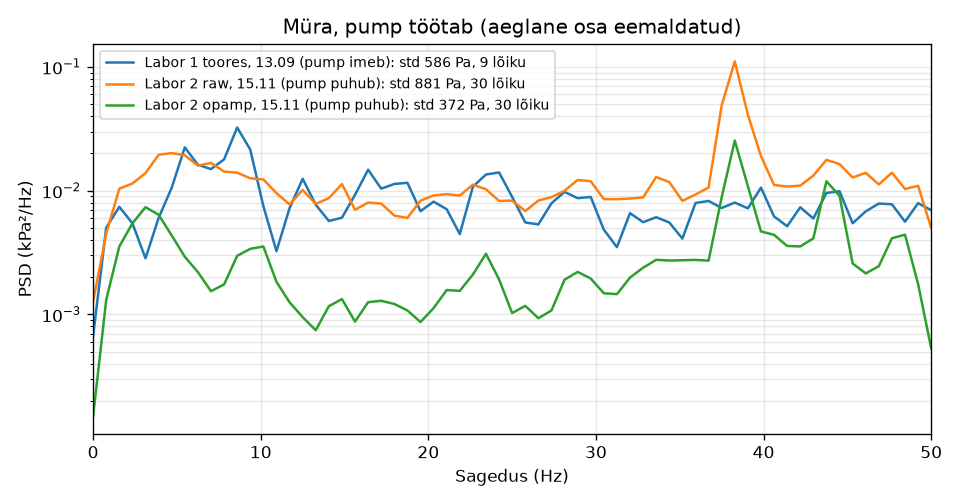 Müra, pump töötab (aeglane osa eemaldatud)
Labor 1 toores, 13.09 (pump imeb): std 586 Pa, 9 lõiku
Labor 2 raw, 15.11 (pump puhub): std 881 Pa, 30 lõiku
Labor 2 opamp, 15.11 (pump puhub): std 372 Pa, 30 lõiku
PSD (kPa²/Hz)
10⁻¹
10⁻²
10⁻³
0 10 20 30 40 50
Sagedus (Hz)